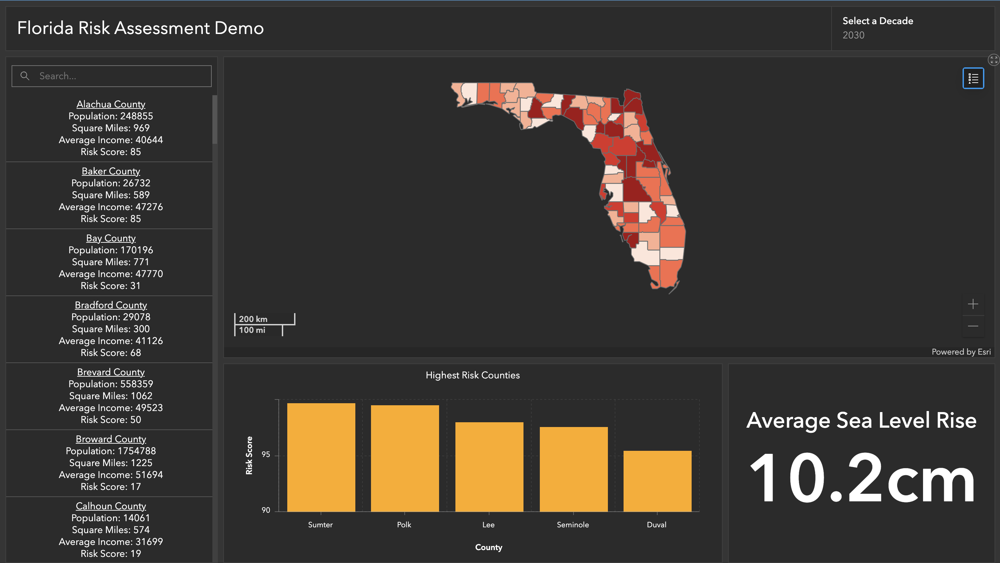 Florida Risk Assessment Demo
Select a Decade
2030
Search...
Alachua County
Population: 248855
Square Miles: 969
Average Income: 40644
Risk Score: 85
Baker County
Population: 26732
Square Miles: 589
Average Income: 47276
Risk Score: 85
Bay County
Population: 170196
Square Miles: 771
Average Income: 47770
Risk Score: 31
Bradford County
Population: 29078
Square Miles: 300
Average Income: 41126
Risk Score: 68
Brevard County
Population: 558359
Square Miles: 1062
Average Income: 49523
Risk Score: 50
Broward County
Population: 1754788
Square Miles: 1225
Average Income: 51694
Risk Score: 17
Calhoun County
Population: 14061
Square Miles: 574
Average Income: 31699
Risk Score: 19
200 km
100 mi
Powered by Esri
Highest Risk Counties
Risk Score
95
90
Sumter
Polk
Lee
Seminole
Duval
County
Average Sea Level Rise
10.2cm